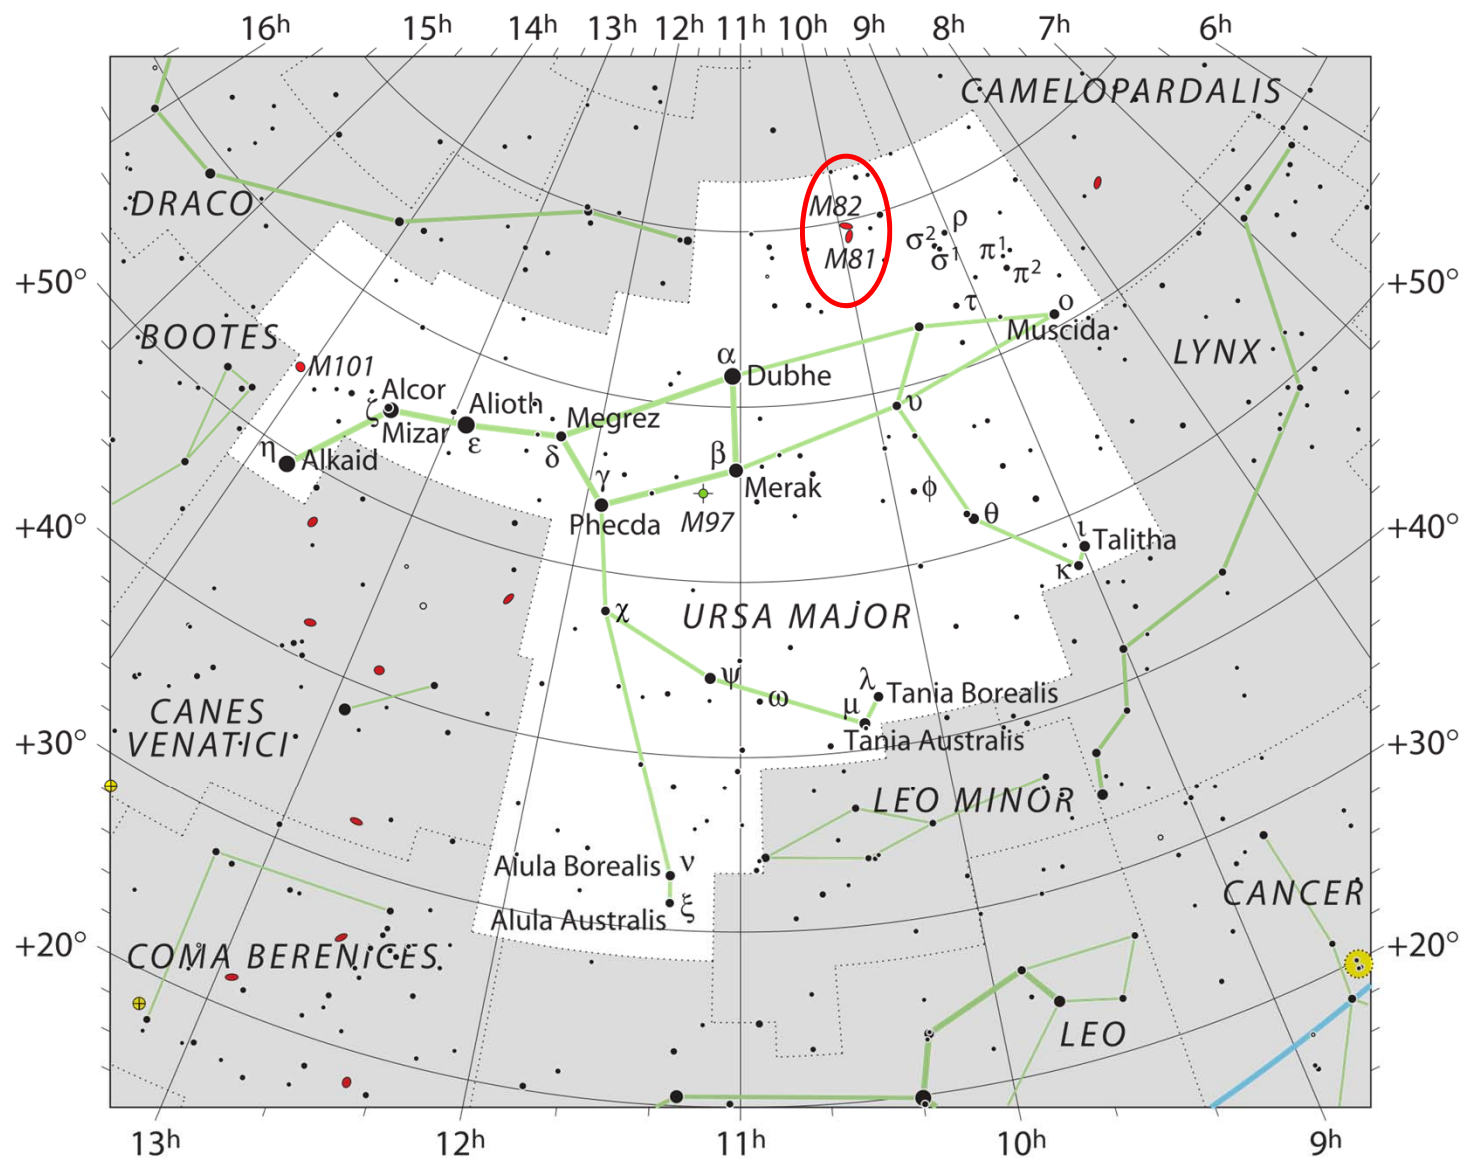 16h 15h 14h 13h 12h 11h 10h 9h 8h 7h 6h
CAMELOPARDALIS
DRACO
M82
M81
ρ
σ² σ¹
π¹
π²
+50° +50°
τ
ο
Muscida
BOOTES
LYNX
M101
α
Dubhe
Alcor
ζ
Mizar
Alioth
ε
Megrez
δ
υ
η
Alkaid
γ
Phecda
β
Merak
M97
φ
θ
+40° +40°
ι
Talitha
κ
χ
URSA MAJOR
ψ
ω
λ
Tania Borealis
μ
Tania Australis
CANES
VENATICI
+30° +30°
LEO MINOR
Alula Borealis
ν
Alula Australis
ξ
CANCER
+20° +20°
COMA BERENICES
LEO
13h 12h 11h 10h 9h